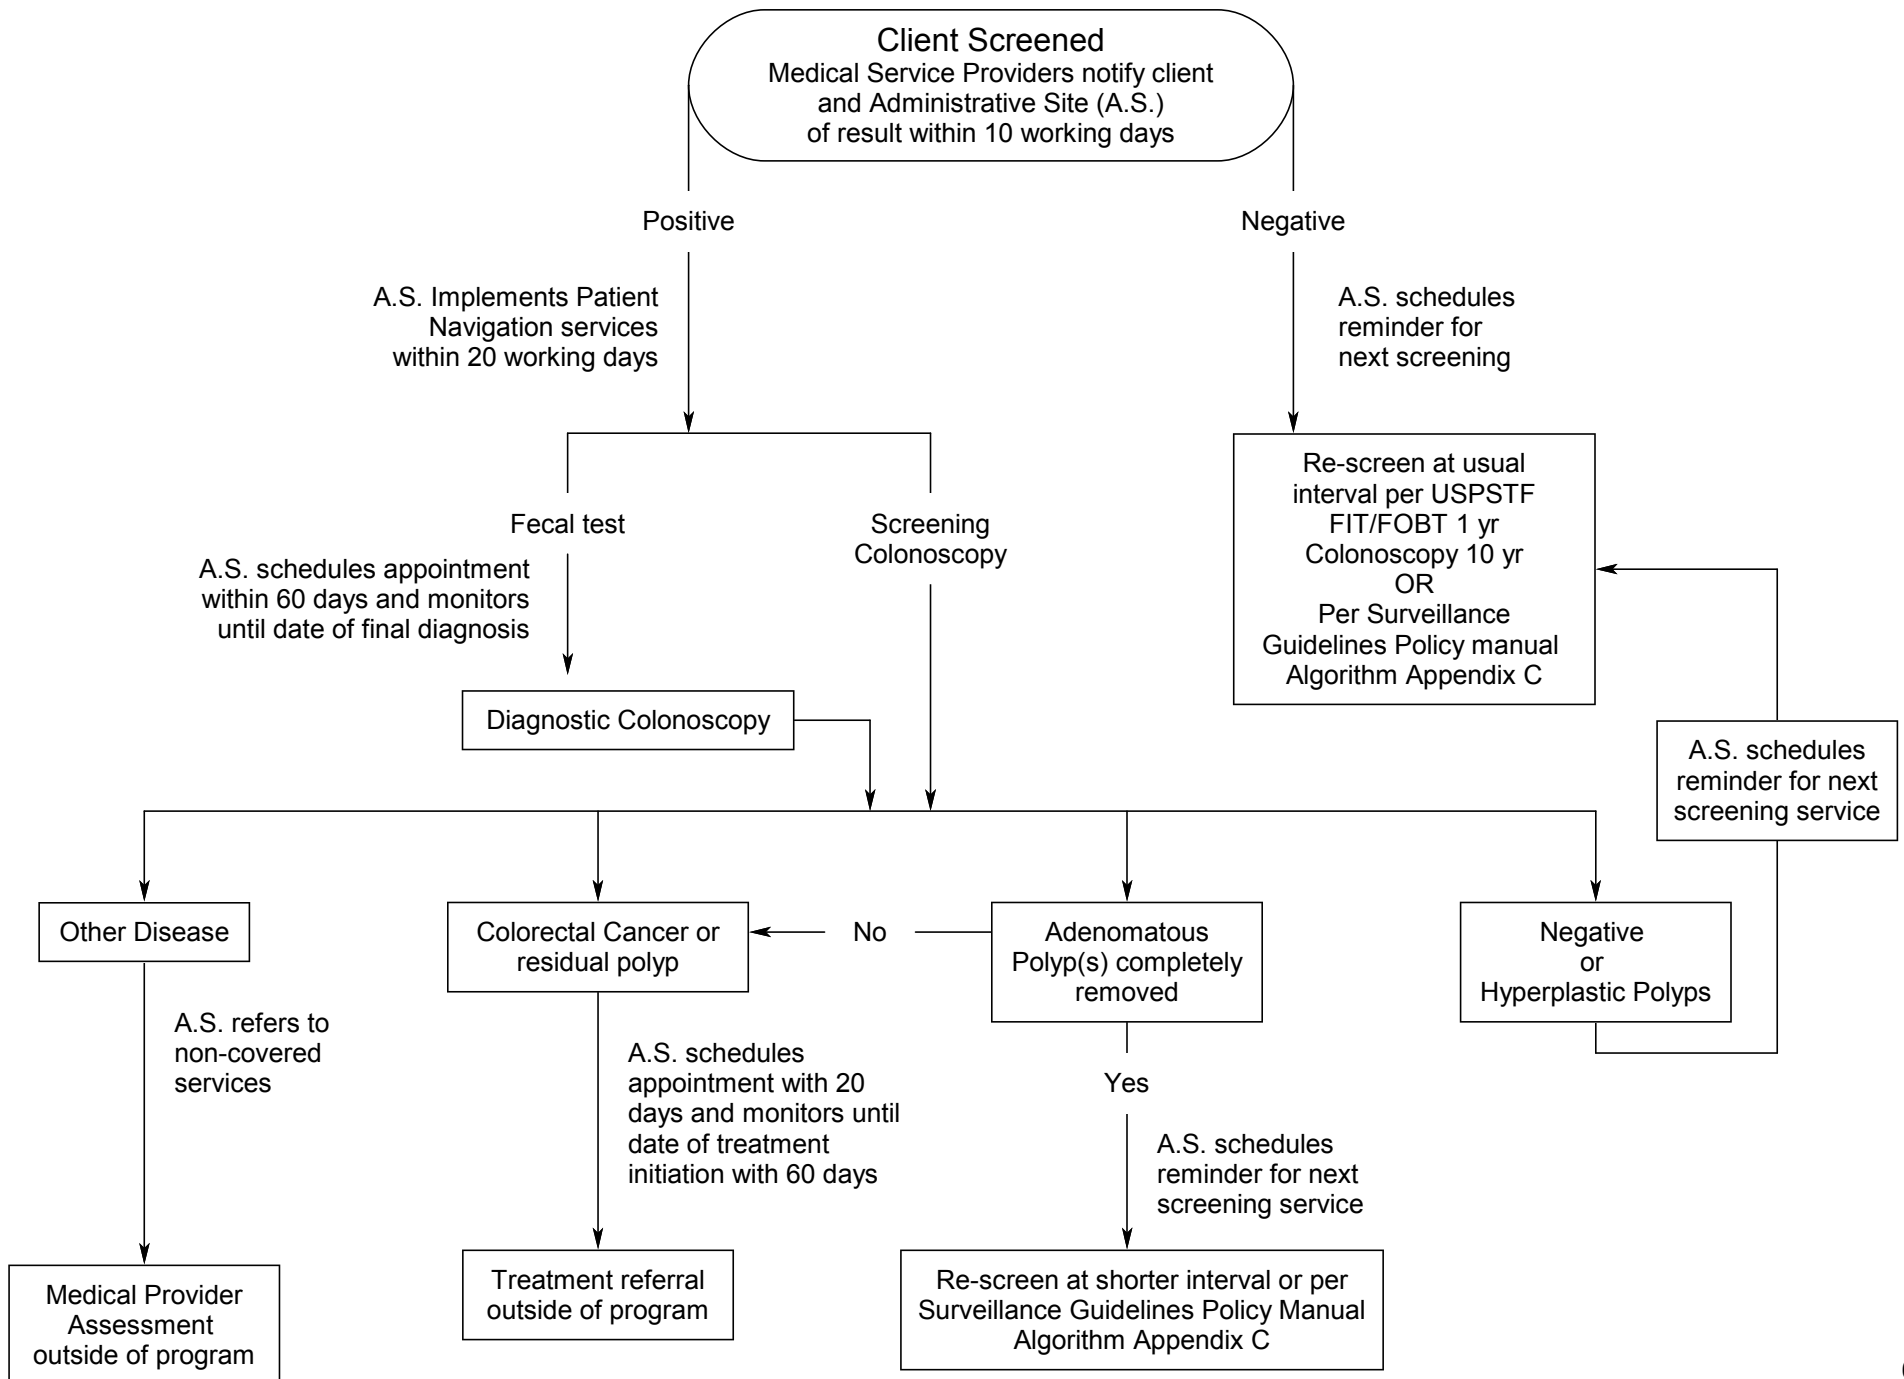 Client Screened
Medical Service Providers notify client
and Administrative Site (A.S.)
of result within 10 working days
Positive
Negative
A.S. Implements Patient
Navigation services
within 20 working days
A.S. schedules
reminder for
next screening
Fecal test
Screening
Colonoscopy
A.S. schedules appointment
within 60 days and monitors
until date of final diagnosis
Re-screen at usual
interval per USPSTF
FIT/FOBT 1 yr
Colonoscopy 10 yr
OR
Per Surveillance
Guidelines Policy manual
Algorithm Appendix C
Diagnostic Colonoscopy
A.S. schedules
reminder for next
screening service
Other Disease
Colorectal Cancer or
residual polyp
No
Adenomatous
Polyp(s) completely
removed
Negative
or
Hyperplastic Polyps
A.S. refers to
non-covered
services
A.S. schedules
appointment with 20
days and monitors until
date of treatment
initiation with 60 days
Yes
A.S. schedules
reminder for next
screening service
Medical Provider
Assessment
outside of program
Treatment referral
outside of program
Re-screen at shorter interval or per
Surveillance Guidelines Policy Manual
Algorithm Appendix C